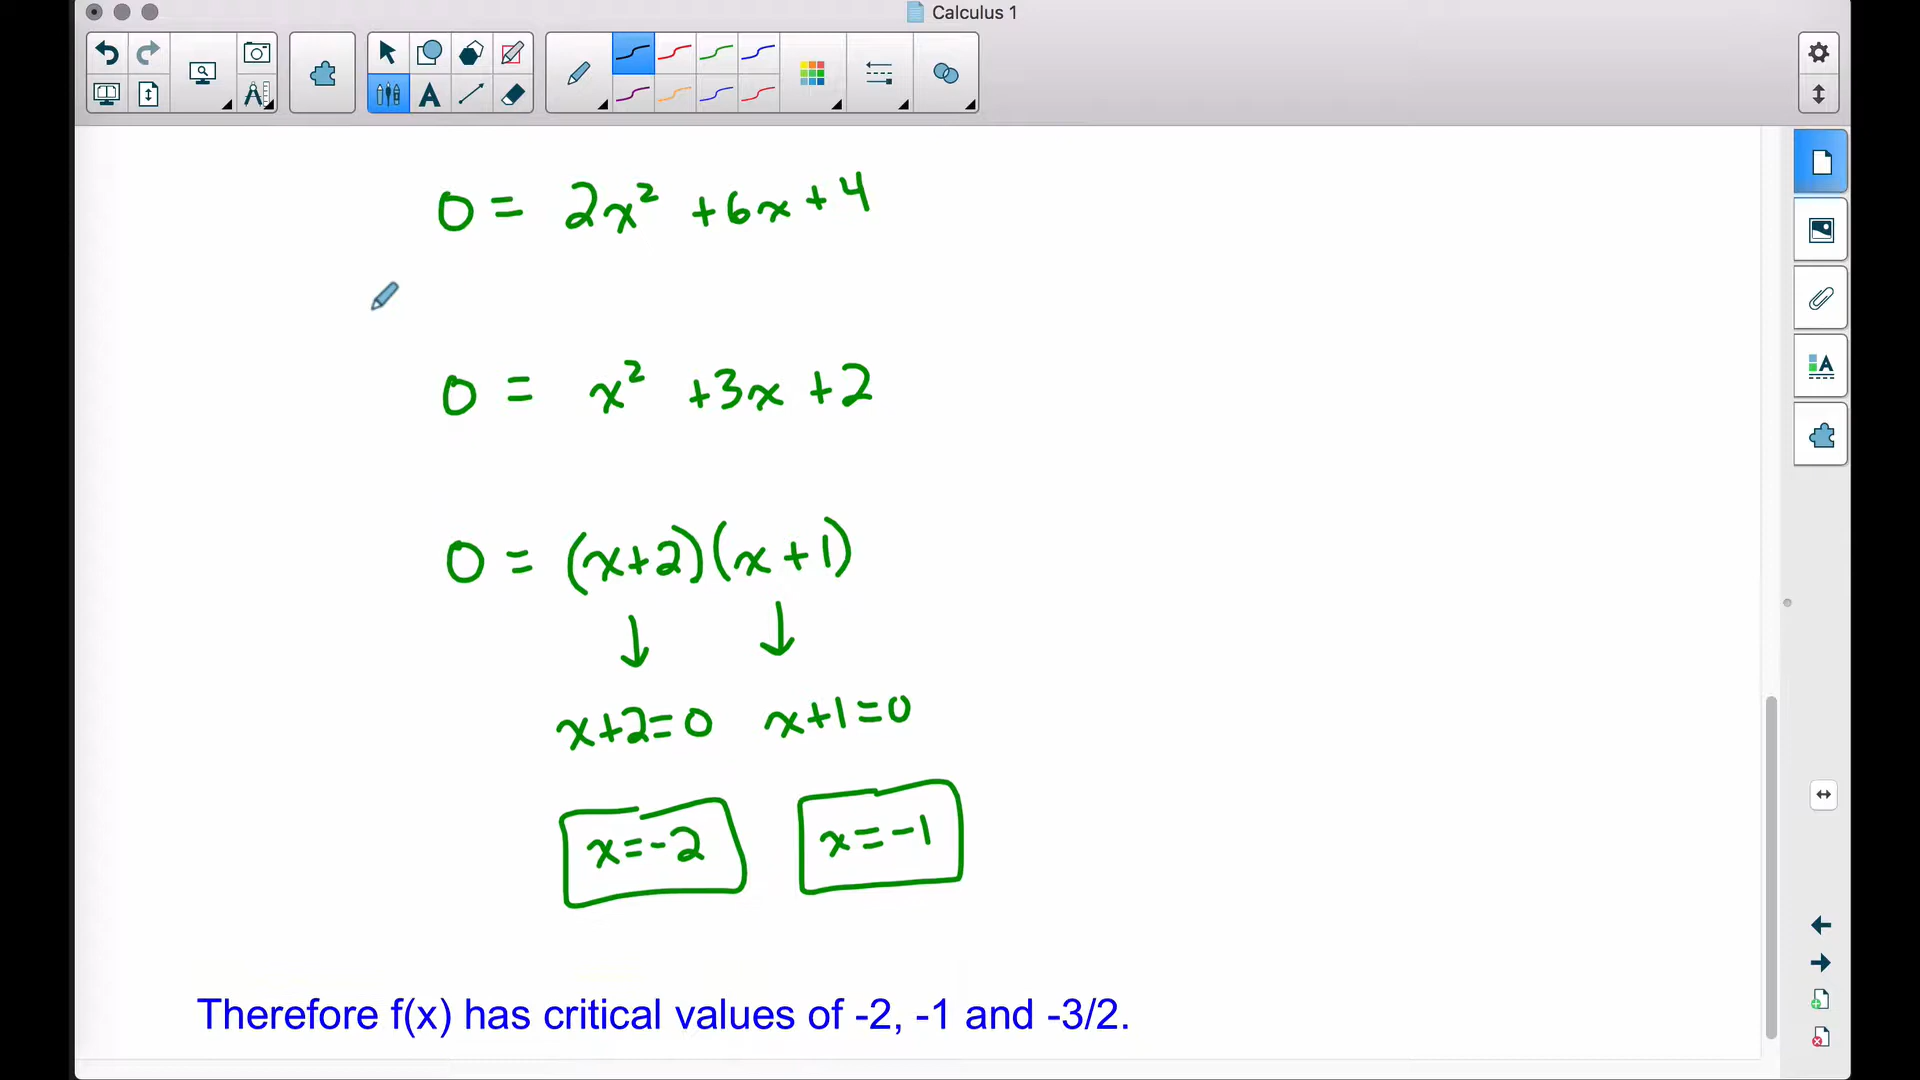 Calculus 1
0 = 2x² + 6x + 4
0 = x² + 3x + 2
0 = (x+2)(x+1)
↓ ↓
x+2=0 x+1=0
x=-2 x=-1
Therefore f(x) has critical values of -2, -1 and -3/2.